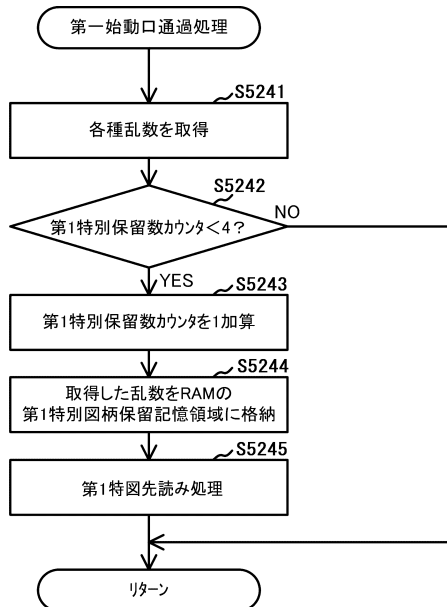 第一始動口通過処理
S5241
各種乱数を取得
S5242
第1特別保留数カウンタ<4?
NO
YES
S5243
第1特別保留数カウンタを1加算
S5244
取得した乱数をRAMの
第1特別図柄保留記憶領域に格納
S5245
第1特図先読み処理
リターン